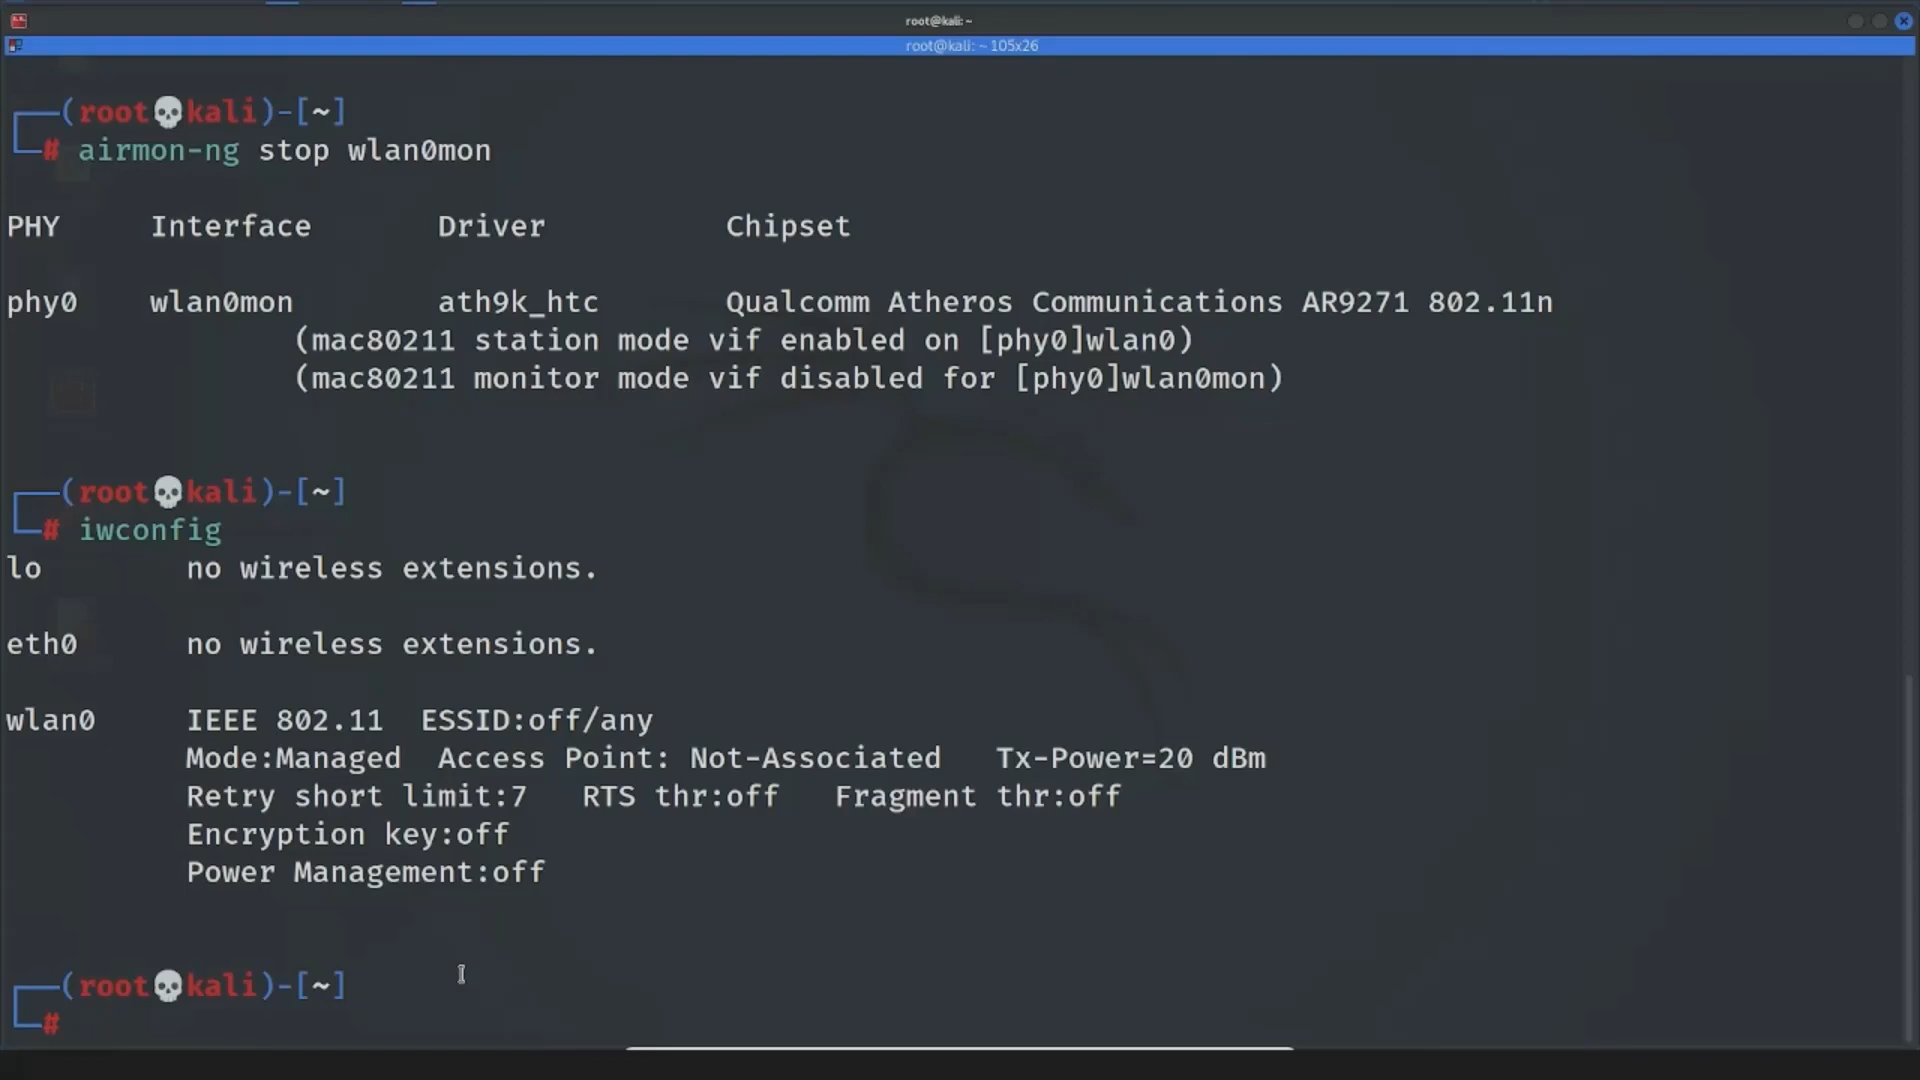 root@kali: ~
root@kali: ~ 105x26
(root💀kali)-[~]
# airmon-ng stop wlan0mon
PHY Interface Driver Chipset
phy0 wlan0mon ath9k_htc Qualcomm Atheros Communications AR9271 802.11n
(mac80211 station mode vif enabled on [phy0]wlan0)
(mac80211 monitor mode vif disabled for [phy0]wlan0mon)
(root💀kali)-[~]
# iwconfig
lo no wireless extensions.
eth0 no wireless extensions.
wlan0 IEEE 802.11 ESSID:off/any
Mode:Managed Access Point: Not-Associated Tx-Power=20 dBm
Retry short limit:7 RTS thr:off Fragment thr:off
Encryption key:off
Power Management:off
(root💀kali)-[~]
#